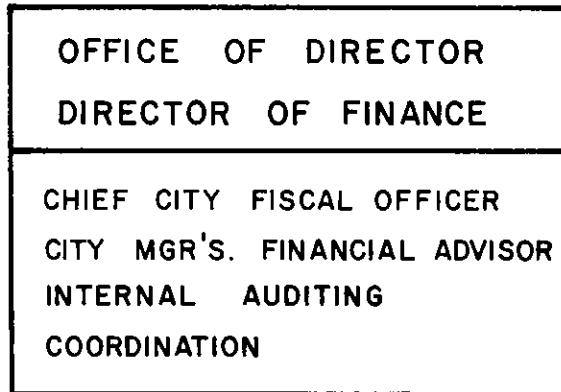 OFFICE OF DIRECTOR
DIRECTOR OF FINANCE
CHIEF CITY FISCAL OFFICER
CITY MGR'S. FINANCIAL ADVISOR
INTERNAL AUDITING
COORDINATION